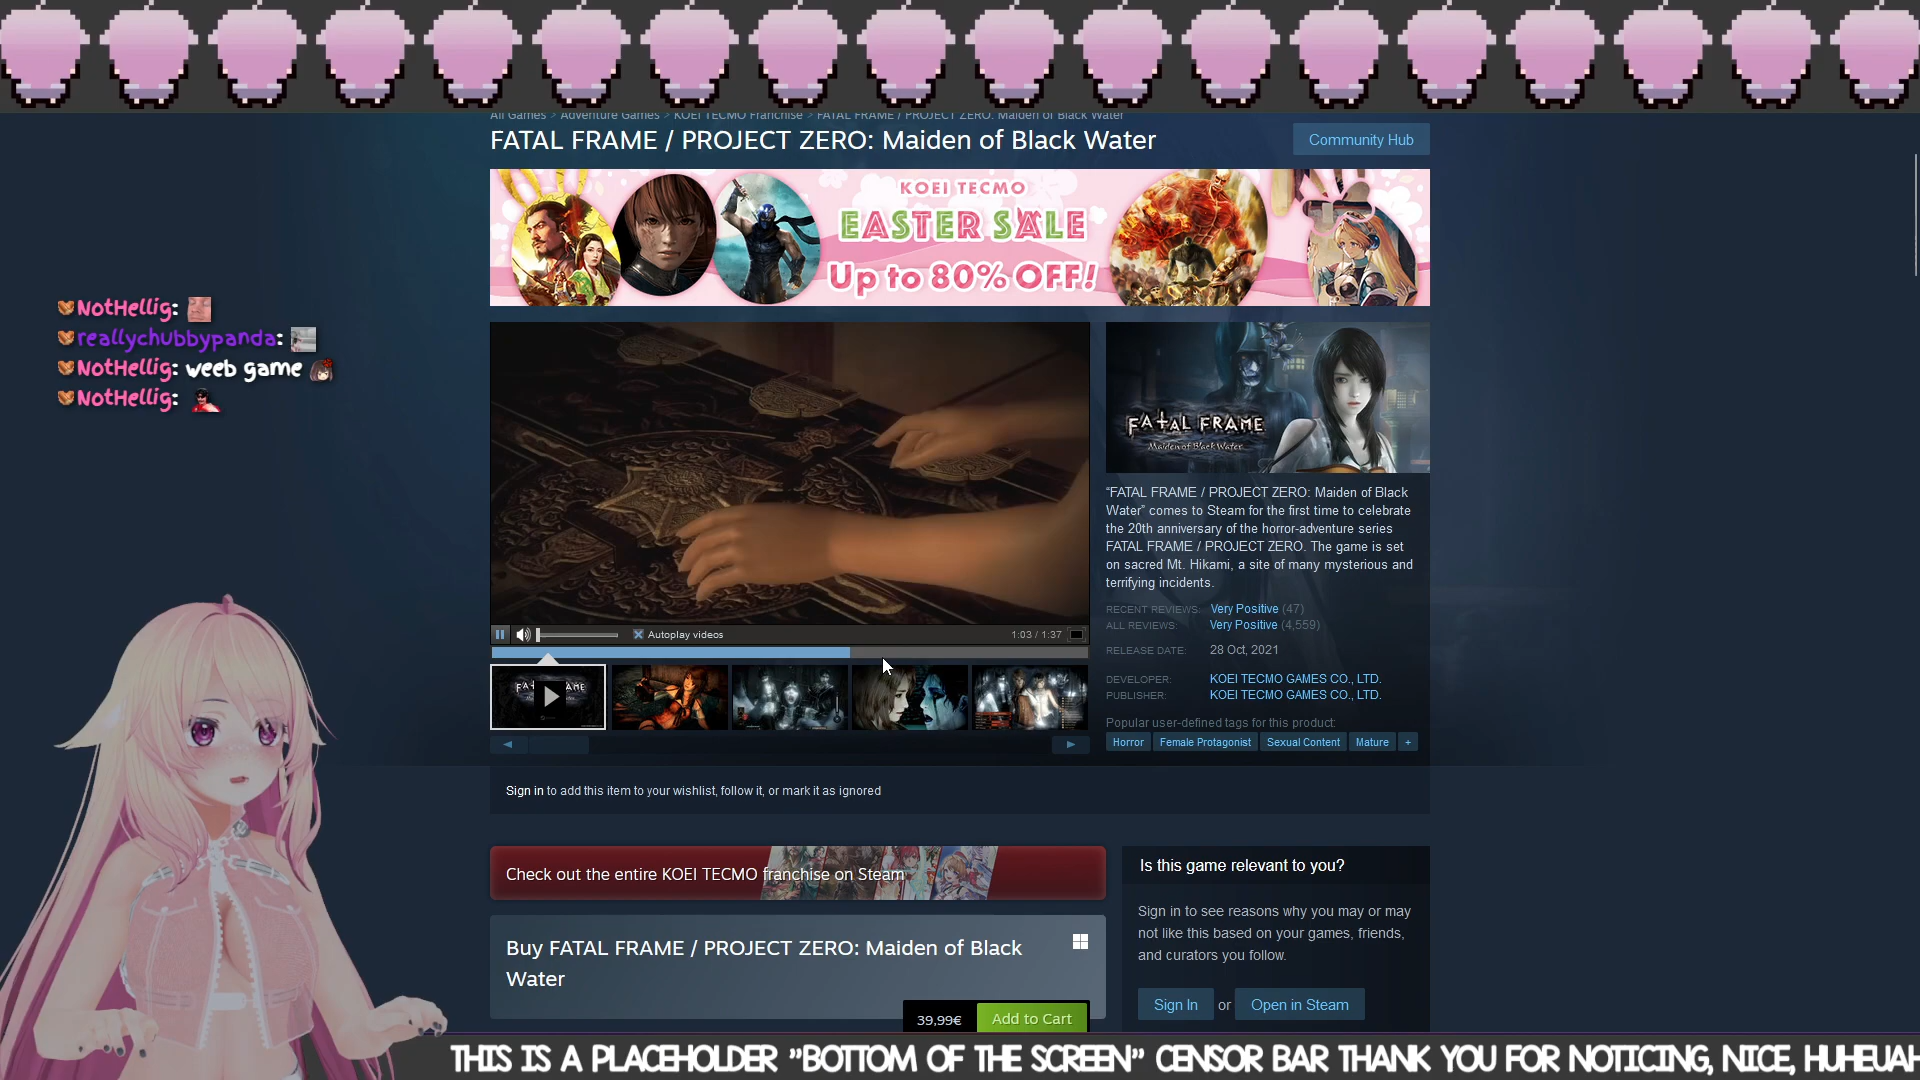 All Games > Adventure Games > KOEI TECMO Franchise > FATAL FRAME / PROJECT ZERO: Maiden of Black Water
FATAL FRAME / PROJECT ZERO: Maiden of Black Water
Community Hub
KOEI TECMO
EASTER SALE
Up to 80% OFF!
NotHellig:
reallychubbypanda:
NotHellig: weeb game
NotHellig:
FATAL FRAME
Maiden of Black Water
"FATAL FRAME / PROJECT ZERO: Maiden of Black
Water" comes to Steam for the first time to celebrate
the 20th anniversary of the horror-adventure series
FATAL FRAME / PROJECT ZERO. The game is set
on sacred Mt. Hikami, a site of many mysterious and
terrifying incidents.
RECENT REVIEWS: Very Positive (47)
ALL REVIEWS: Very Positive (4,559)
RELEASE DATE: 28 Oct, 2021
DEVELOPER: KOEI TECMO GAMES CO., LTD.
PUBLISHER: KOEI TECMO GAMES CO., LTD.
Popular user-defined tags for this product:
Horror Female Protagonist Sexual Content Mature +
Autoplay videos
1:03 / 1:37
Sign in to add this item to your wishlist, follow it, or mark it as ignored
Check out the entire KOEI TECMO franchise on Steam
Is this game relevant to you?
Sign in to see reasons why you may or may
not like this based on your games, friends,
and curators you follow.
Sign In or Open in Steam
Buy FATAL FRAME / PROJECT ZERO: Maiden of Black
Water
39,99€ Add to Cart
THIS IS A PLACEHOLDER "BOTTOM OF THE SCREEN" CENSOR BAR THANK YOU FOR NOTICING, NICE, HUHEUAH